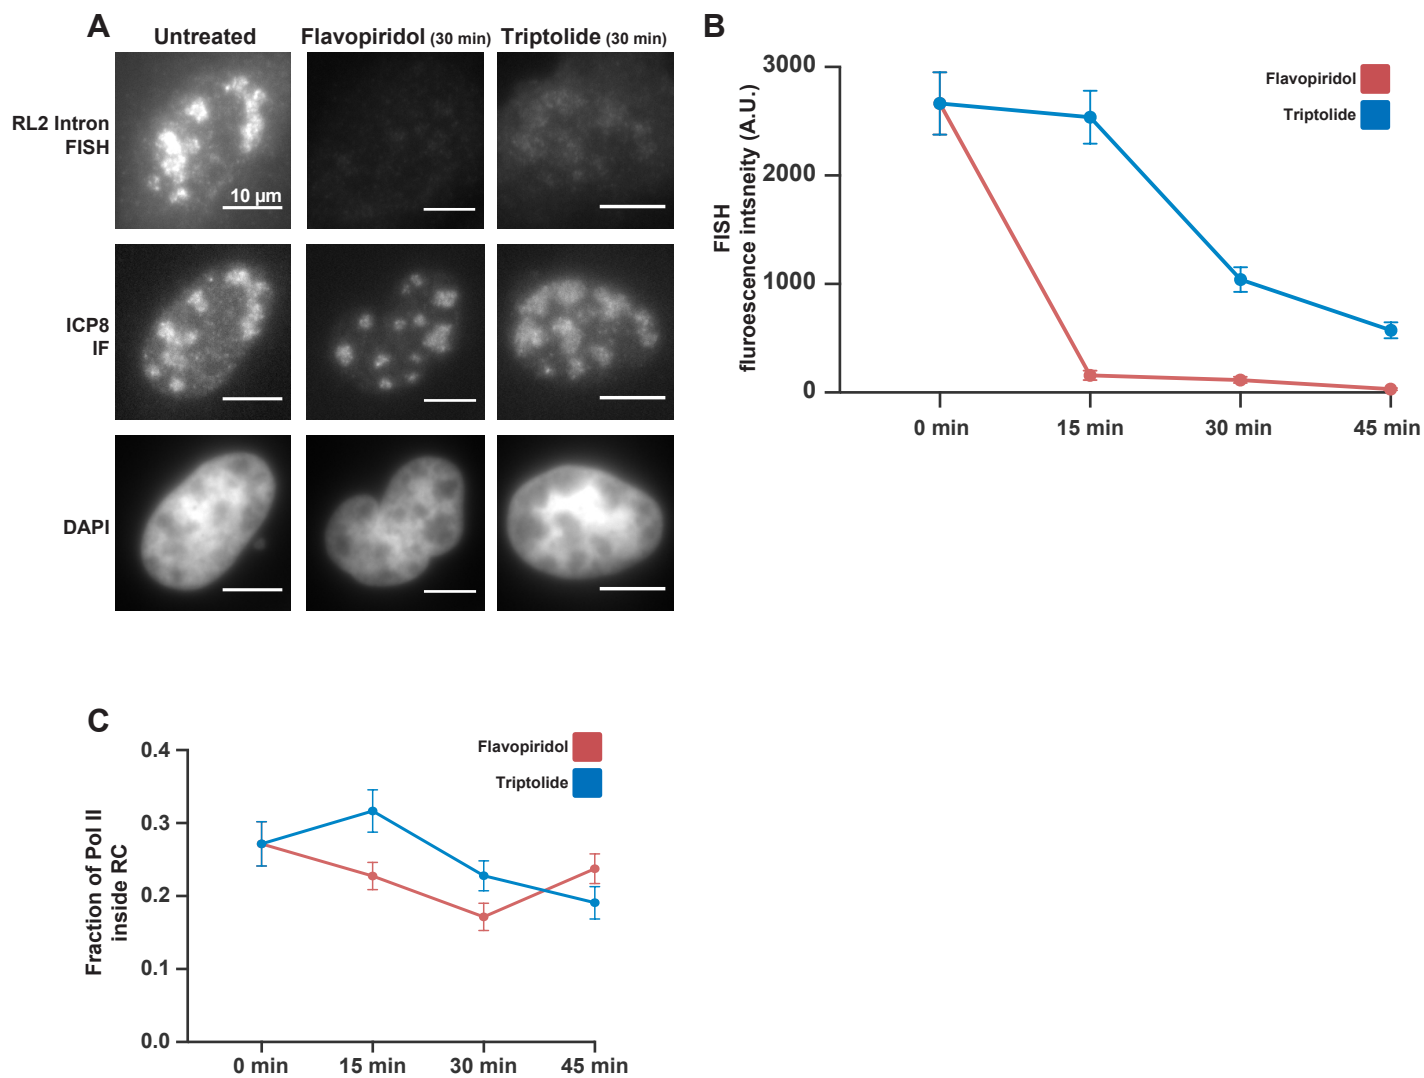 A
Untreated
Flavopiridol (30 min)
Triptolide (30 min)
RL2 Intron
FISH
10 µm
ICP8
IF
DAPI
B
FISH
fluroescence intsneity (A.U.)
3000
2000
1000
0
0 min
15 min
30 min
45 min
Flavopiridol
Triptolide
C
Fraction of Pol II
inside RC
0.4
0.3
0.2
0.1
0.0
0 min
15 min
30 min
45 min
Flavopiridol
Triptolide